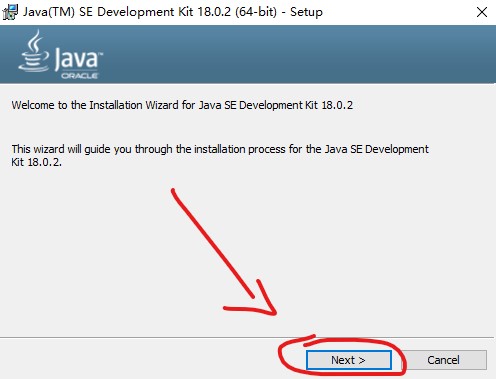 Java(TM) SE Development Kit 18.0.2 (64-bit) - Setup
Java
ORACLE
Welcome to the Installation Wizard for Java SE Development Kit 18.0.2
This wizard will guide you through the installation process for the Java SE Development
Kit 18.0.2.
Next >
Cancel